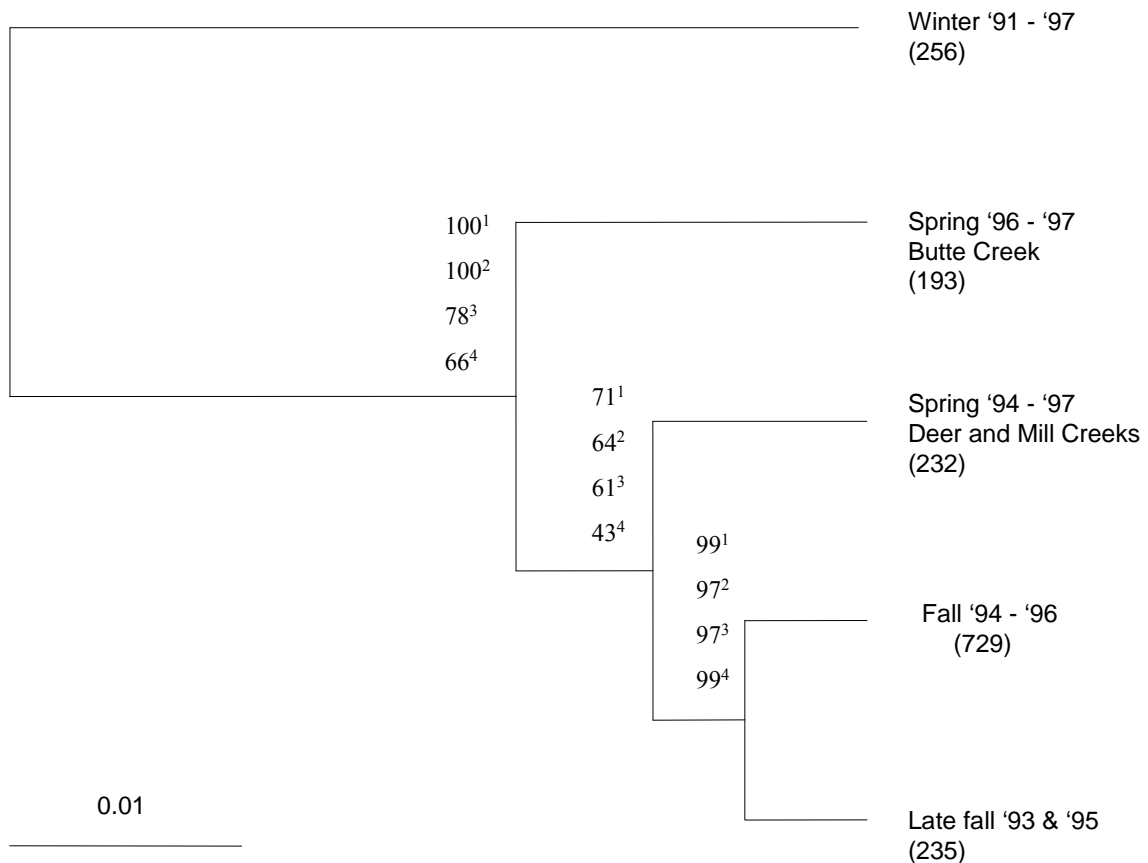 Winter ‘91 - ‘97
(256)
100¹
100²
78³
66⁴
Spring ‘96 - ‘97
Butte Creek
(193)
71¹
64²
61³
43⁴
Spring ‘94 - ‘97
Deer and Mill Creeks
(232)
99¹
97²
97³
99⁴
Fall ‘94 - ‘96
(729)
0.01
Late fall ‘93 & ‘95
(235)